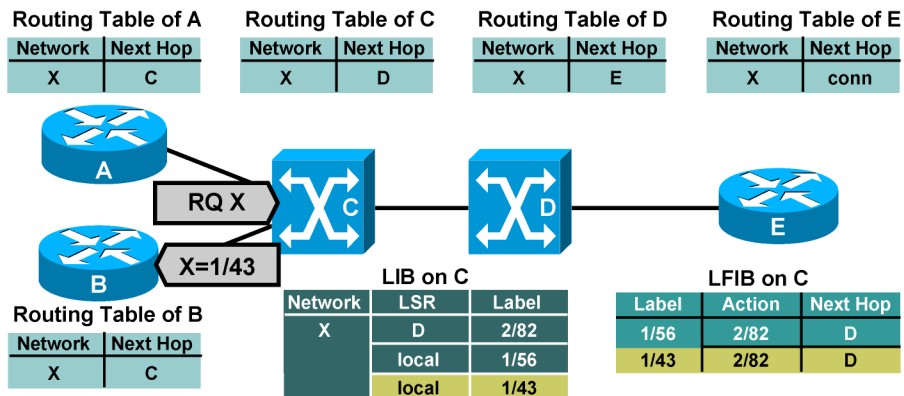 Routing Table of A
Routing Table of C
Routing Table of D
Routing Table of E
Network Next Hop
X C
Network Next Hop
X D
Network Next Hop
X E
Network Next Hop
X conn
A
RQ X
C
D
E
B
X=1/43
Routing Table of B
Network Next Hop
X C
LIB on C
Network LSR Label
X D 2/82
local 1/56
local 1/43
LFIB on C
Label Action Next Hop
1/56 2/82 D
1/43 2/82 D